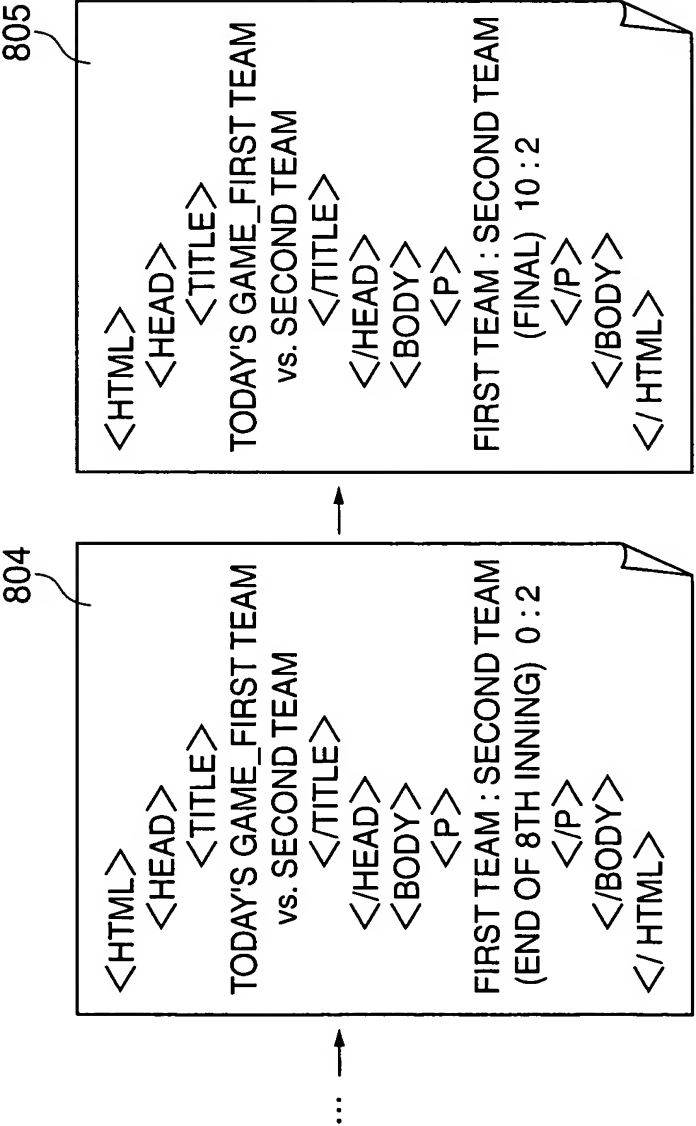 804
<HTML>
<HEAD>
<TITLE>
TODAY'S GAME_FIRST TEAM
vs. SECOND TEAM
</TITLE>
</HEAD>
<BODY>
<P>
FIRST TEAM : SECOND TEAM
(END OF 8TH INNING) 0 : 2
</P>
</BODY>
</ HTML>
805
<HTML>
<HEAD>
<TITLE>
TODAY'S GAME_FIRST TEAM
vs. SECOND TEAM
</TITLE>
</HEAD>
<BODY>
<P>
FIRST TEAM : SECOND TEAM
(FINAL) 10 : 2
</P>
</BODY>
</ HTML>
...